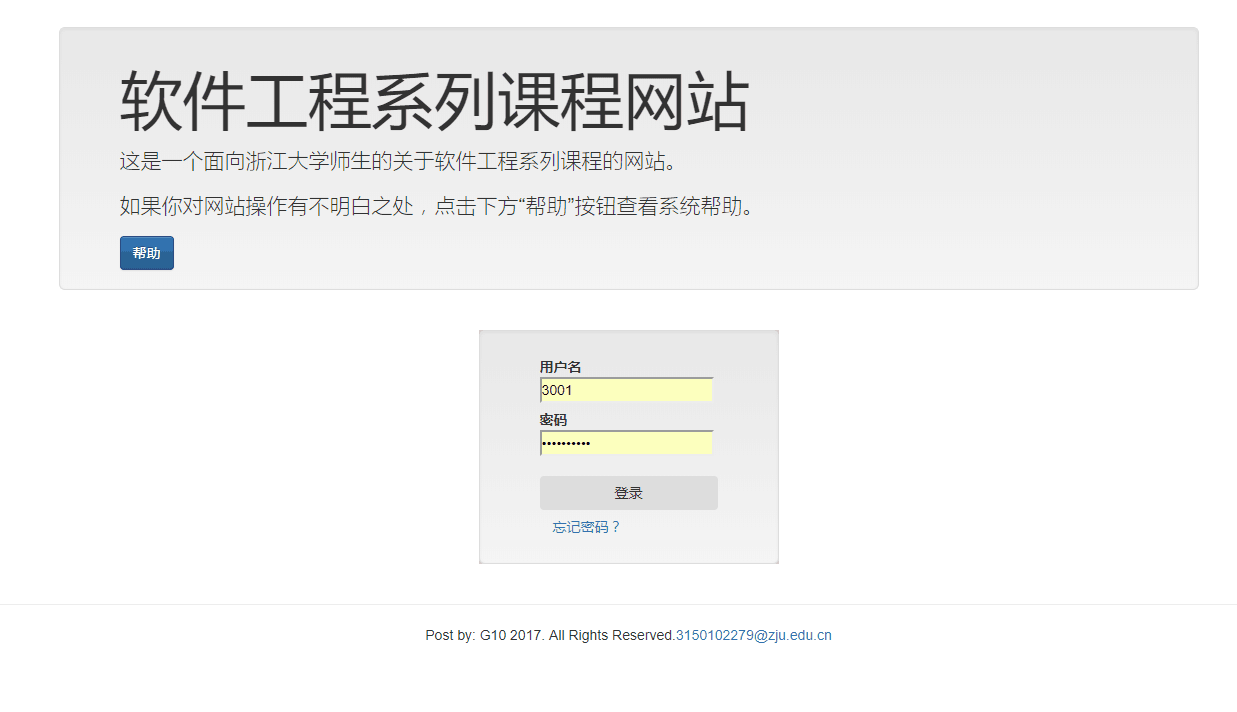 软件工程系列课程网站
这是一个面向浙江大学师生的关于软件工程系列课程的网站。
如果你对网站操作有不明白之处，点击下方“帮助”按钮查看系统帮助。
帮助
用户名
3001
密码
••••••••••
登录
忘记密码？
Post by: G10 2017. All Rights Reserved.3150102279@zju.edu.cn